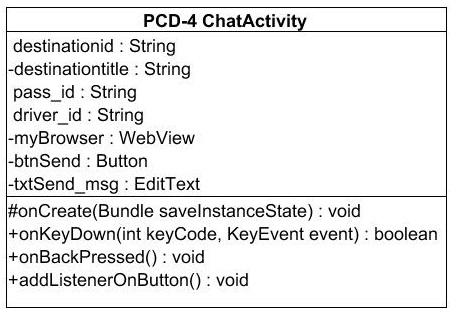 PCD-4 ChatActivity
destinationid : String
-destinationtitle : String
pass_id : String
driver_id : String
-myBrowser : WebView
-btnSend : Button
-txtSend_msg : EditText
#onCreate(Bundle saveInstanceState) : void
+onKeyDown(int keyCode, KeyEvent event) : boolean
+onBackPressed() : void
+addListenerOnButton() : void